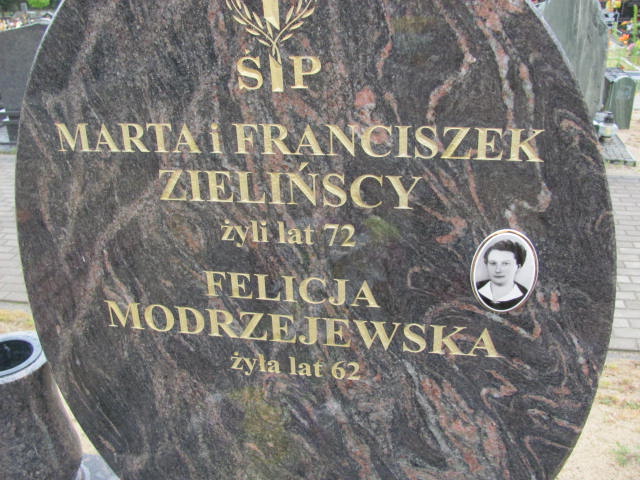 ŚP
MARTA i FRANCISZEK
ZIELIŃSCY
żyli lat 72
FELICJA
MODRZEJEWSKA
żyła lat 62